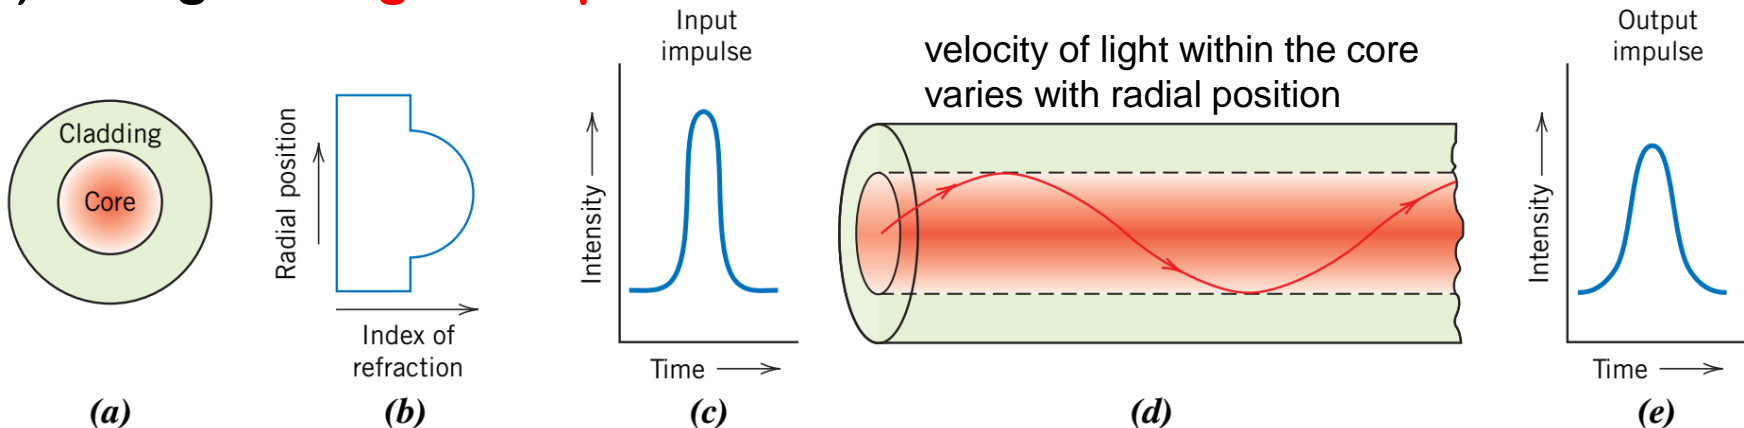 Input
impulse
velocity of light within the core
varies with radial position
Output
impulse
Cladding
Core
Radial position
Index of
refraction
Intensity
Time
Intensity
Time
(a)
(b)
(c)
(d)
(e)